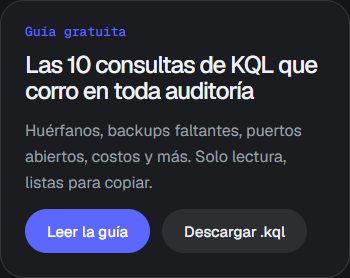 Guía gratuita
Las 10 consultas de KQL que
corro en toda auditoría
Huérfanos, backups faltantes, puertos
abiertos, costos y más. Solo lectura,
listas para copiar.
Leer la guía
Descargar .kql